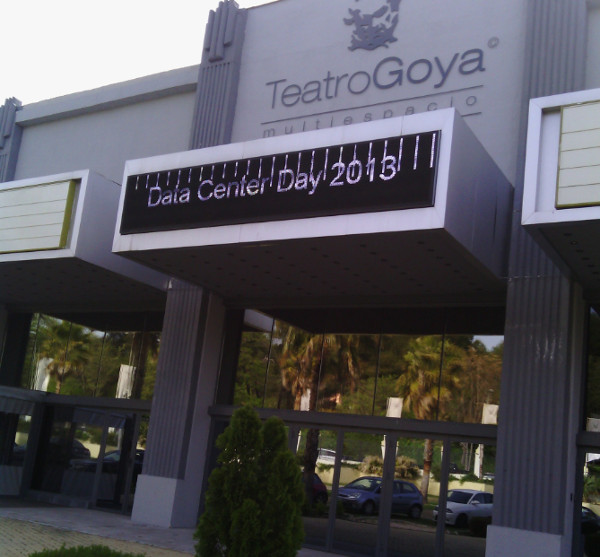 TeatroGoya©
multiespacio
Data Center Day 2013